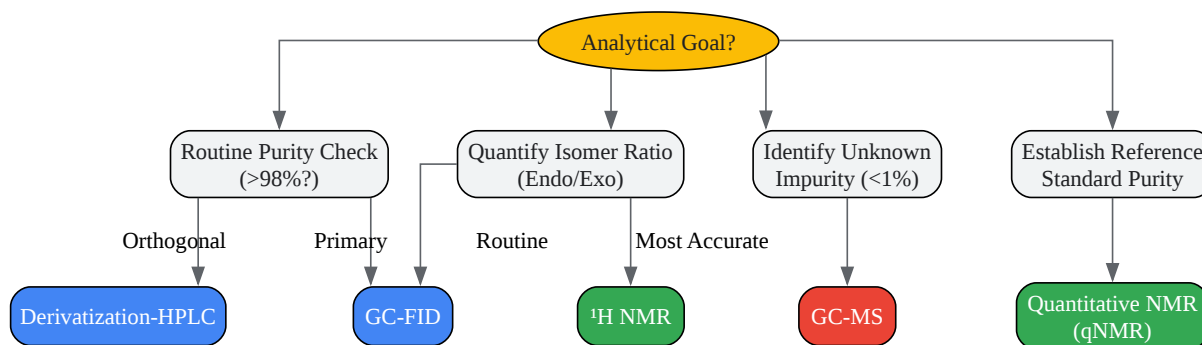 Analytical Goal?
Routine Purity Check
(>98%?)
Quantify Isomer Ratio
(Endo/Exo)
Identify Unknown
Impurity (<1%)
Establish Reference
Standard Purity
Orthogonal
Primary
Routine
Most Accurate
Derivatization-HPLC
GC-FID
¹H NMR
GC-MS
Quantitative NMR
(qNMR)